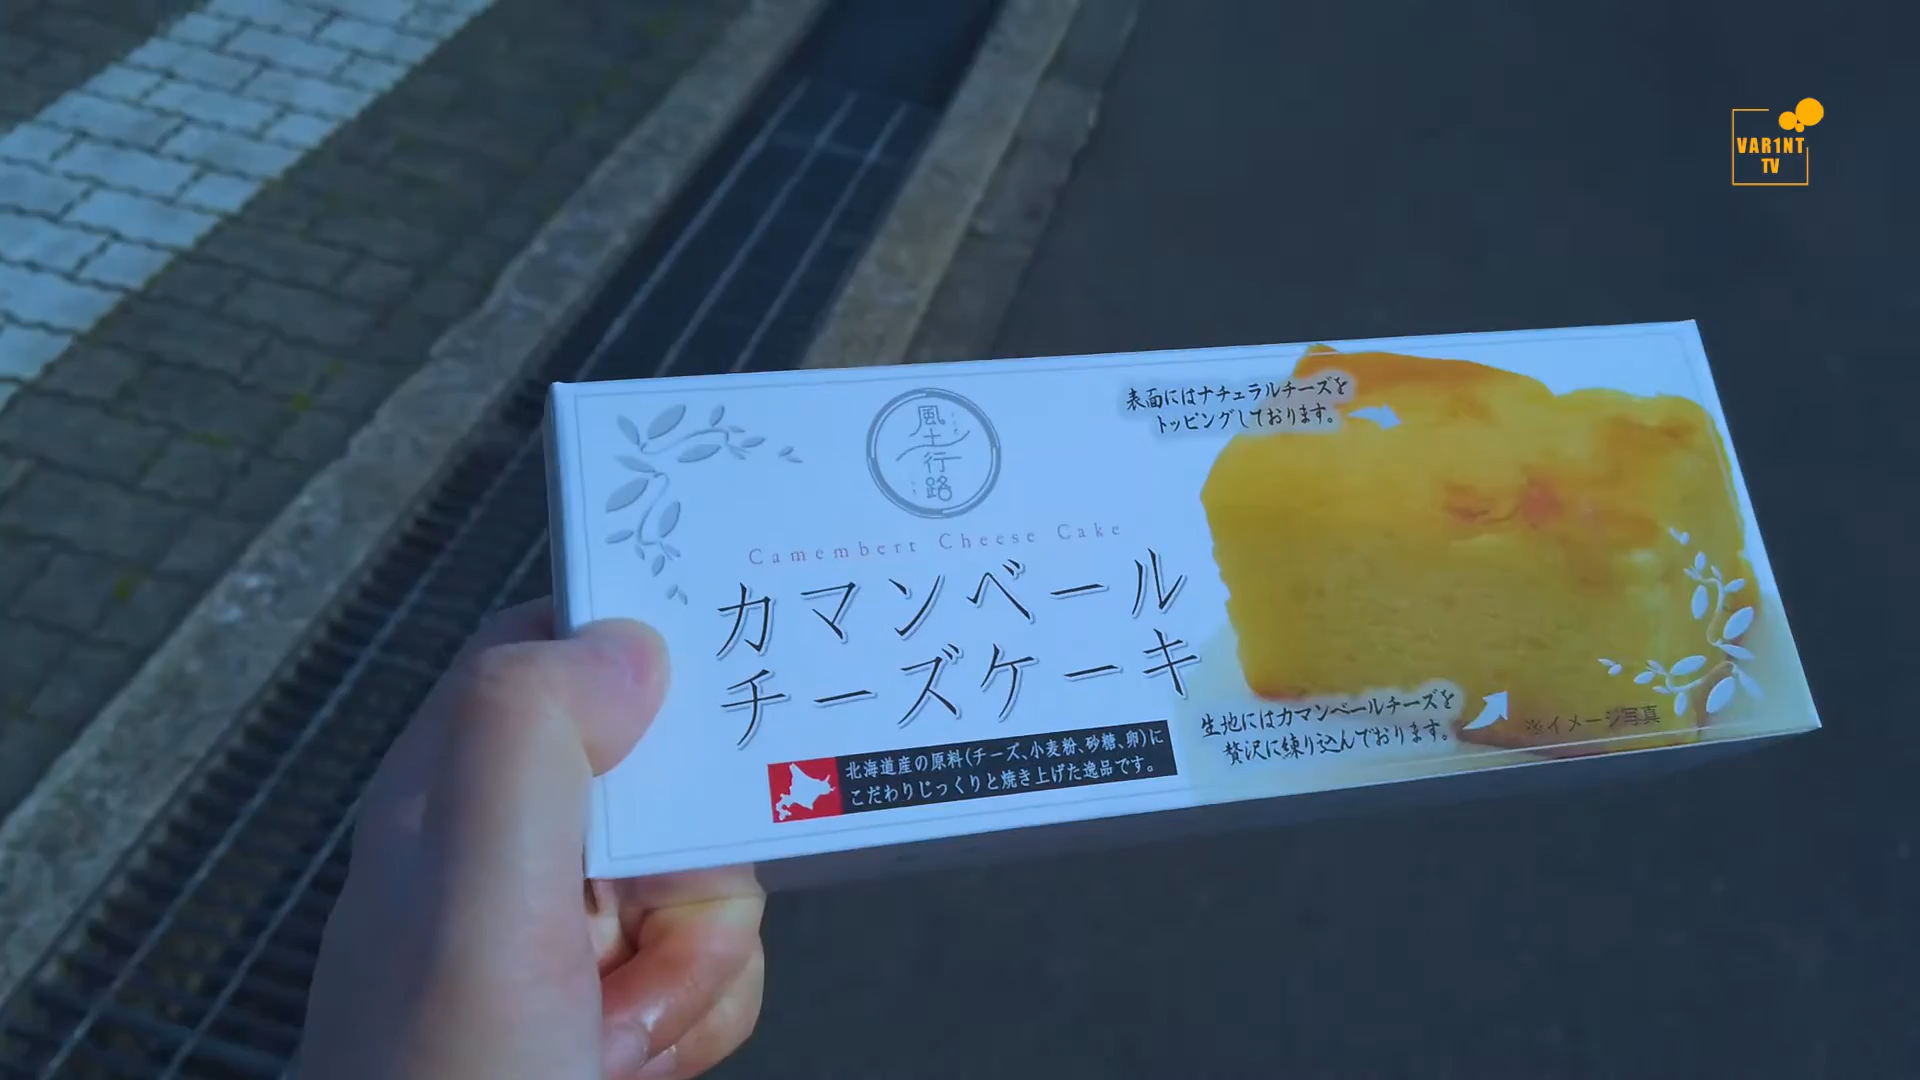 VAR1NT
TV
表面にはナチュラルチーズを
トッピングしております。
風土行路
Camembert Cheese Cake
カマンベール
チーズケーキ
北海道産の原料(チーズ、小麦粉、砂糖、卵)に
こだわりじっくりと焼き上げた逸品です。
生地にはカマンベールチーズを
贅沢に練り込んでおります。
※イメージ写真